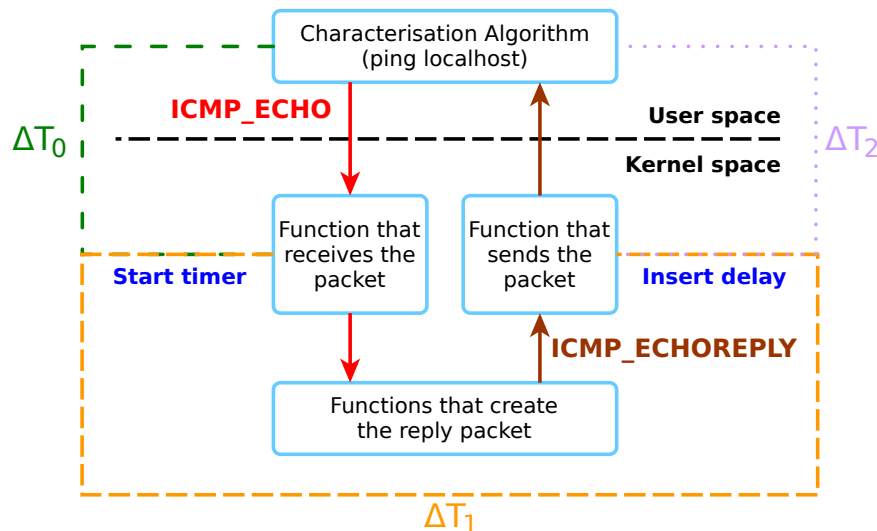 Characterisation Algorithm
(ping localhost)
ICMP_ECHO
User space
ΔT0
ΔT2
Kernel space
Function that
receives the
packet
Function that
sends the
packet
Start timer
Insert delay
ICMP_ECHOREPLY
Functions that create
the reply packet
ΔT1